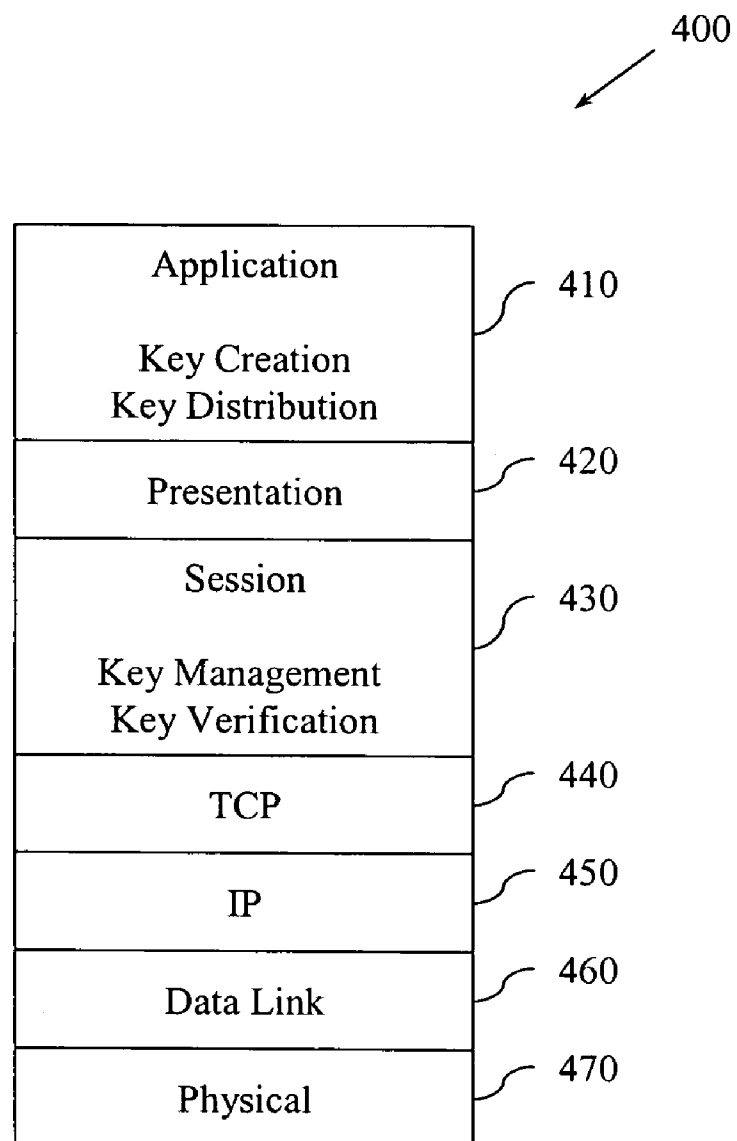 400
Application
410
Key Creation
Key Distribution
Presentation
420
Session
430
Key Management
Key Verification
TCP
440
IP
450
Data Link
460
Physical
470